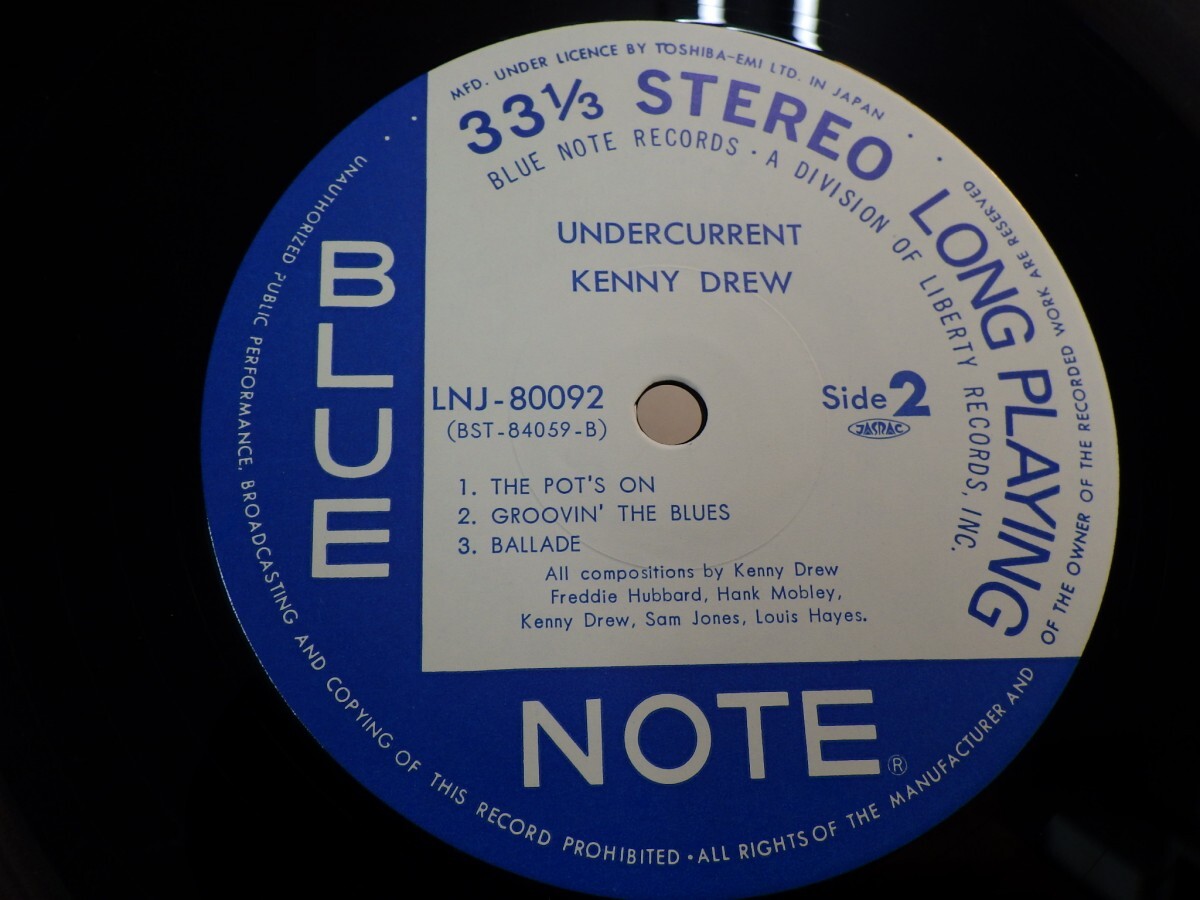 MFD. UNDER LICENCE BY TOSHIBA-EMI LTD. IN JAPAN
33⅓ STEREO LONG PLAYING
BLUE NOTE RECORDS · A DIVISION OF LIBERTY RECORDS, INC.
UNDERCURRENT
KENNY DREW
LNJ-80092
(BST-84059-B)
Side 2
JASRAC
1. THE POT'S ON
2. GROOVIN' THE BLUES
3. BALLADE
All compositions by Kenny Drew
Freddie Hubbard, Hank Mobley,
Kenny Drew, Sam Jones, Louis Hayes.
BLUE
NOTE®
UNAUTHORIZED PUBLIC PERFORMANCE, BROADCASTING AND COPYING OF THIS RECORD PROHIBITED • ALL RIGHTS OF THE MANUFACTURER AND OF THE OWNER OF THE RECORDED WORK ARE RESERVED